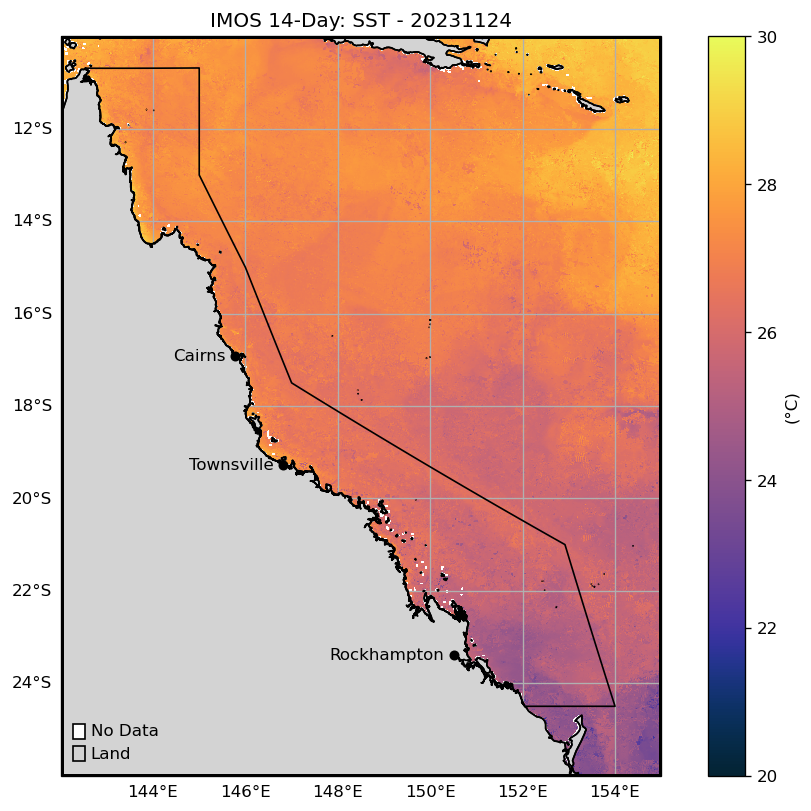 IMOS 14-Day: SST - 20231124
12°S
14°S
16°S
18°S
20°S
22°S
24°S
Cairns
Townsville
Rockhampton
No Data
Land
144°E 146°E 148°E 150°E 152°E 154°E
30
28
26
24
22
20
(°C)